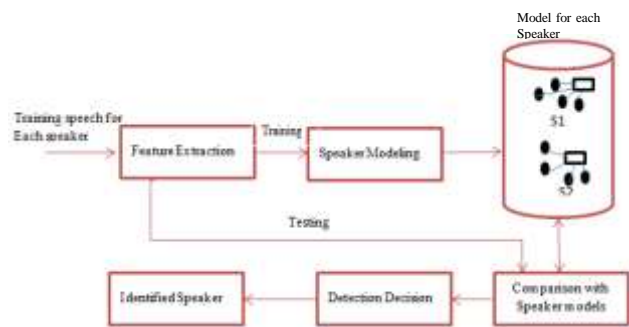 Model for each
Speaker
S1
S2
Training speech for
Each speaker
Feature Extraction
Training
Speaker Modeling
Testing
Identified Speaker
Detection Decision
Comparison with
Speaker models